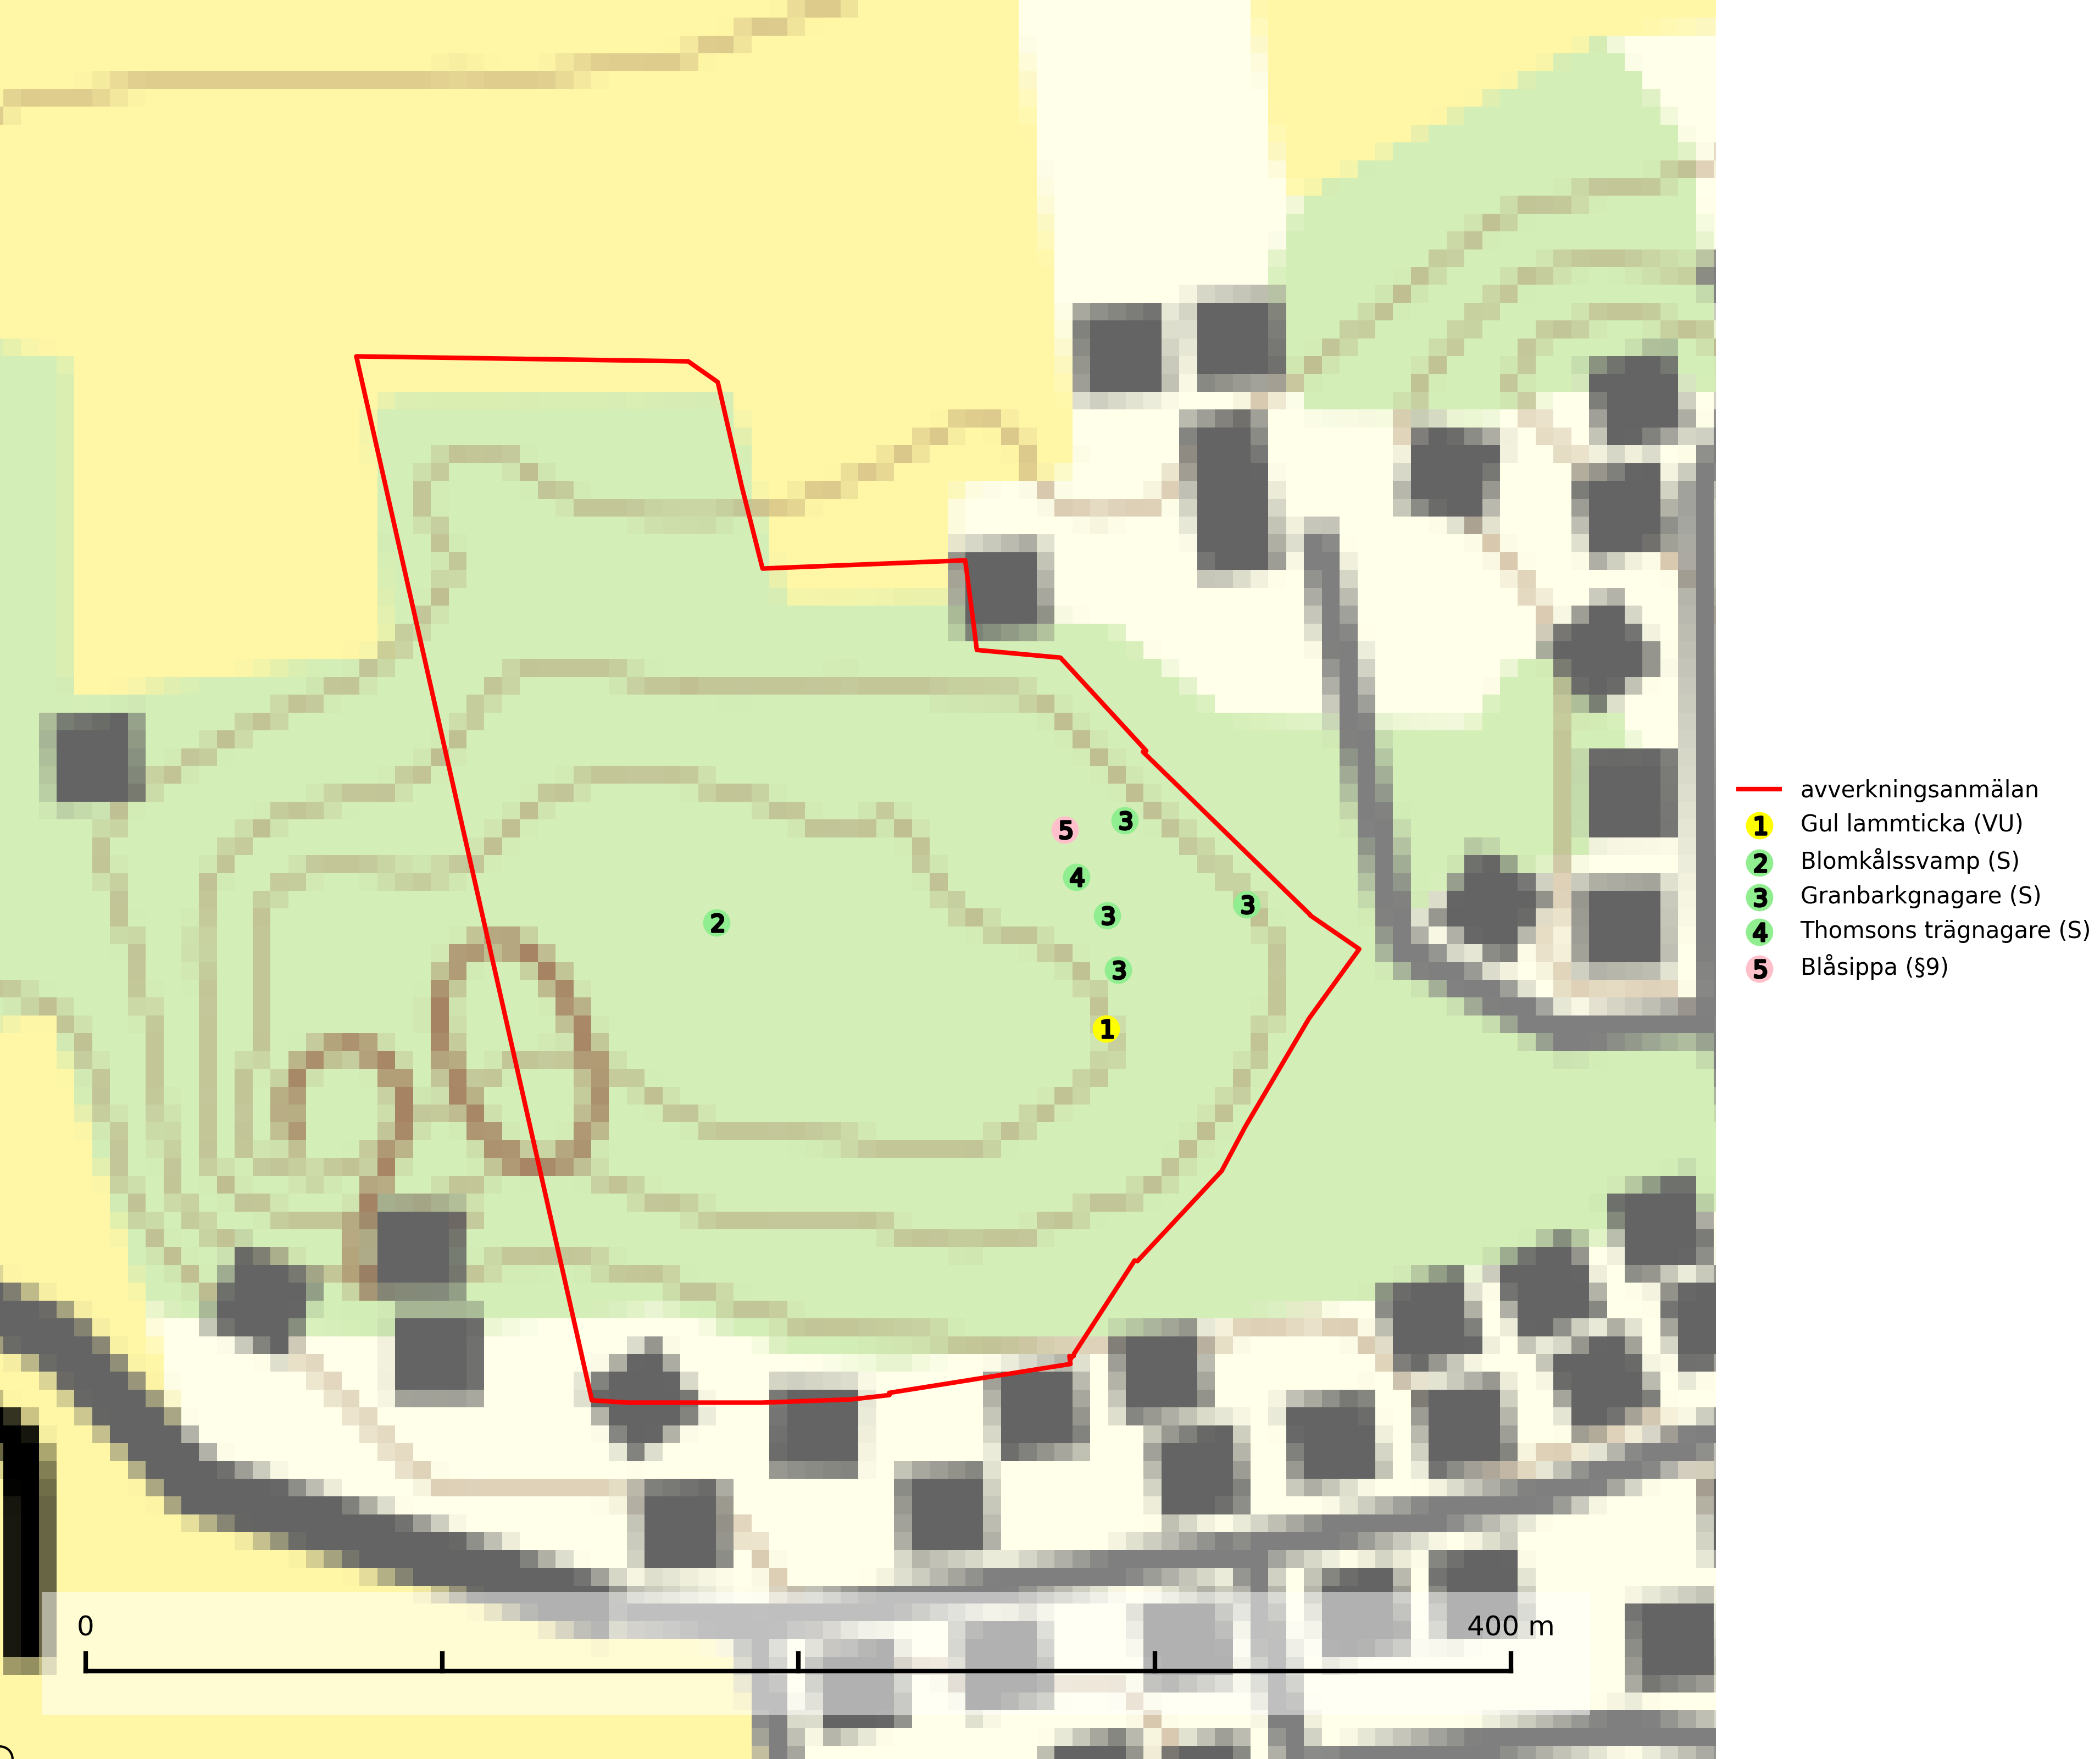 5
3
4
2
3
3
3
1
avverkningsanmälan
1 Gul lammticka (VU)
2 Blomkålssvamp (S)
3 Granbarkgnagare (S)
4 Thomsons trägnagare (S)
5 Blåsippa (§9)
0 400 m